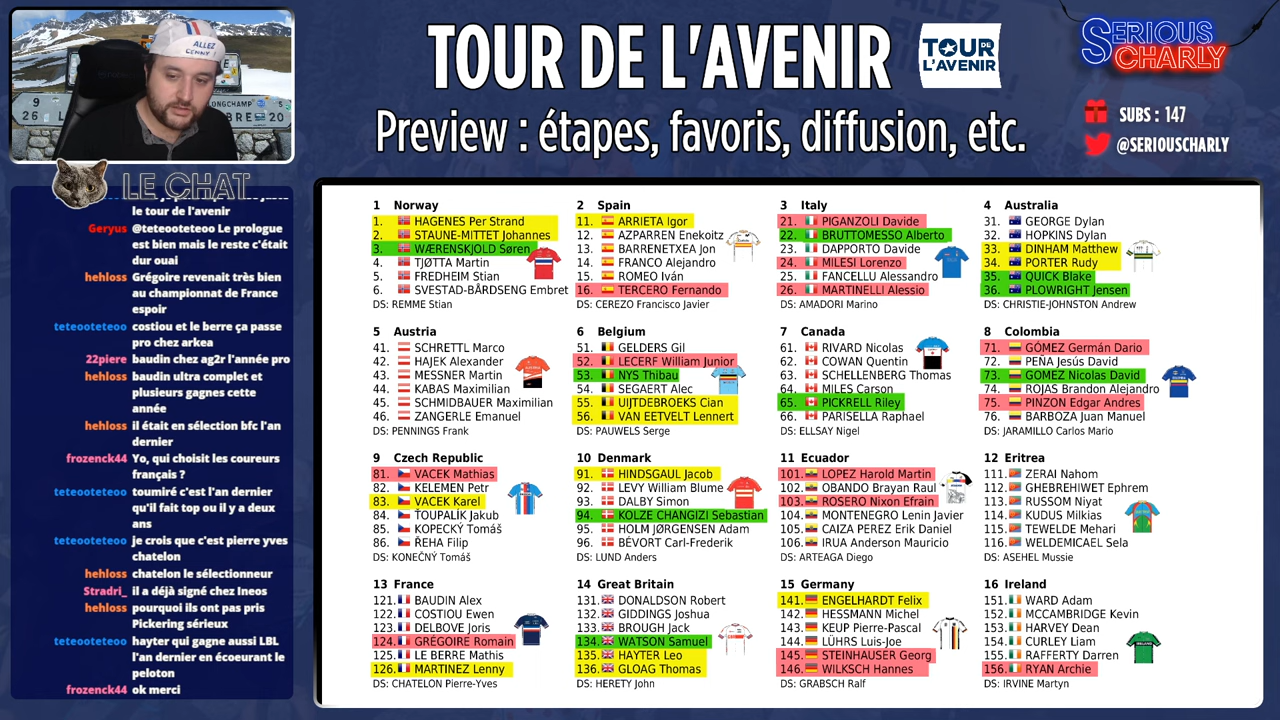 TOUR DE L'AVENIR
TOUR DE L'AVENIR
SERIOUS CHARLY
Preview : étapes, favoris, diffusion, etc.
SUBS : 147
@SERIOUSCHARLY
ALLEZ
LENNY !
9
26
LONGCHAMP
20
LE CHAT
le tour de l'avenir
Geryus @teteooteteoo Le prologue
est bien mais le reste c'était
dur ouai
hehloss Grégoire revenait très bien
au championnat de France
espoir
teteooteteoo costiou et le berre ça passe
pro chez arkea
22piere baudin chez ag2r l'année pro
hehloss baudin ultra complet et
plusieurs gagnes cette
année
hehloss il était en sélection bfc l'an
dernier
frozenck44 Yo, qui choisit les coureurs
français ?
teteooteteoo toumiré c'est l'an dernier
qu'il fait top ou il y a deux
ans
teteooteteoo je crois que c'est pierre yves
chatelon
hehloss chatelon le sélectionneur
Stradri_ il a déjà signé chez Ineos
hehloss pourquoi ils ont pas pris
Pickering sérieux
teteooteteoo hayter qui gagne aussi LBL
l'an dernier en écoeurant le
peloton
frozenck44 ok merci
1 Norway
1. HAGENES Per Strand
2. STAUNE-MITTET Johannes
3. WÆRENSKJOLD Søren
4. TJØTTA Martin
5. FREDHEIM Stian
6. SVESTAD-BÅRDSENG Embret
DS: REMME Stian
2 Spain
11. ARRIETA Igor
12. AZPARREN Enekoitz
13. BARRENETXEA Jon
14. FRANCO Alejandro
15. ROMEO Iván
16. TERCERO Fernando
DS: CEREZO Francisco Javier
3 Italy
21. PIGANZOLI Davide
22. BRUTTOMESSO Alberto
23. DAPPORTO Davide
24. MILESI Lorenzo
25. FANCELLU Alessandro
26. MARTINELLI Alessio
DS: AMADORI Marino
4 Australia
31. GEORGE Dylan
32. HOPKINS Dylan
33. DINHAM Matthew
34. PORTER Rudy
35. QUICK Blake
36. PLOWRIGHT Jensen
DS: CHRISTIE-JOHNSTON Andrew
5 Austria
41. SCHRETTL Marco
42. HAJEK Alexander
43. MESSNER Martin
44. KABAS Maximilian
45. SCHMIDBAUER Maximilian
46. ZANGERLE Emanuel
DS: PENNINGS Frank
6 Belgium
51. GELDERS Gil
52. LECERF William Junior
53. NYS Thibau
54. SEGAERT Alec
55. UIJTDEBROEKS Cian
56. VAN EETVELT Lennert
DS: PAUWELS Serge
7 Canada
61. RIVARD Nicolas
62. COWAN Quentin
63. SCHELLENBERG Thomas
64. MILES Carson
65. PICKRELL Riley
66. PARISELLA Raphael
DS: ELLSAY Nigel
8 Colombia
71. GÓMEZ Germán Dario
72. PEÑA Jesús David
73. GÓMEZ Nicolas David
74. ROJAS Brandon Alejandro
75. PINZON Edgar Andres
76. BARBOZA Juan Manuel
DS: JARAMILLO Carlos Mario
9 Czech Republic
81. VACEK Mathias
82. KELEMEN Petr
83. VACEK Karel
84. ŤOUPALÍK Jakub
85. KOPECKÝ Tomáš
86. ŘEHA Filip
DS: KONEČNÝ Tomáš
10 Denmark
91. HINDSGAUL Jacob
92. LEVY William Blume
93. DALBY Simon
94. KOLZE CHANGIZI Sebastian
95. HOLM JØRGENSEN Adam
96. BÉVORT Carl-Frederik
DS: LUND Anders
11 Ecuador
101. LOPEZ Harold Martin
102. OBANDO Brayan Raul
103. ROSERO Nixon Efrain
104. MONTENEGRO Lenin Javier
105. CAIZA PEREZ Erik Daniel
106. IRUA Anderson Mauricio
DS: ARTEAGA Diego
12 Eritrea
111. ZERAI Nahom
112. GHEBREHIWET Ephrem
113. RUSSOM Niyat
114. KUDUS Milkias
115. TEWELDE Mehari
116. WELDEMICAEL Sela
DS: ASEHEL Mussie
13 France
121. BAUDIN Alex
122. COSTIOU Ewen
123. DELBOVE Joris
124. GRÉGOIRE Romain
125. LE BERRE Mathis
126. MARTINEZ Lenny
DS: CHATELON Pierre-Yves
14 Great Britain
131. DONALDSON Robert
132. GIDDINGS Joshua
133. BROUGH Jack
134. WATSON Samuel
135. HAYTER Leo
136. GLOAG Thomas
DS: HERETY John
15 Germany
141. ENGELHARDT Felix
142. HESSMANN Michel
143. KEUP Pierre-Pascal
144. LÜHRS Luis-Joe
145. STEINHAUSER Georg
146. WILKSCH Hannes
DS: GRABSCH Ralf
16 Ireland
151. WARD Adam
152. MCCAMBRIDGE Kevin
153. HARVEY Dean
154. CURLEY Liam
155. RAFFERTY Darren
156. RYAN Archie
DS: IRVINE Martyn